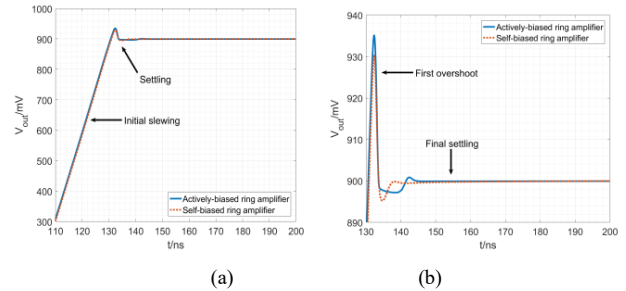 1000
900
800
700
600
500
400
300
V_out/mV
Settling
Initial slewing
Actively-biased ring amplifier
Self-biased ring amplifier
110 120 130 140 150 160 170 180 190 200
t/ns
(a)
940
930
920
910
900
890
V_out/mV
Actively-biased ring amplifier
Self-biased ring amplifier
First overshoot
Final settling
130 140 150 160 170 180 190 200
t/ns
(b)